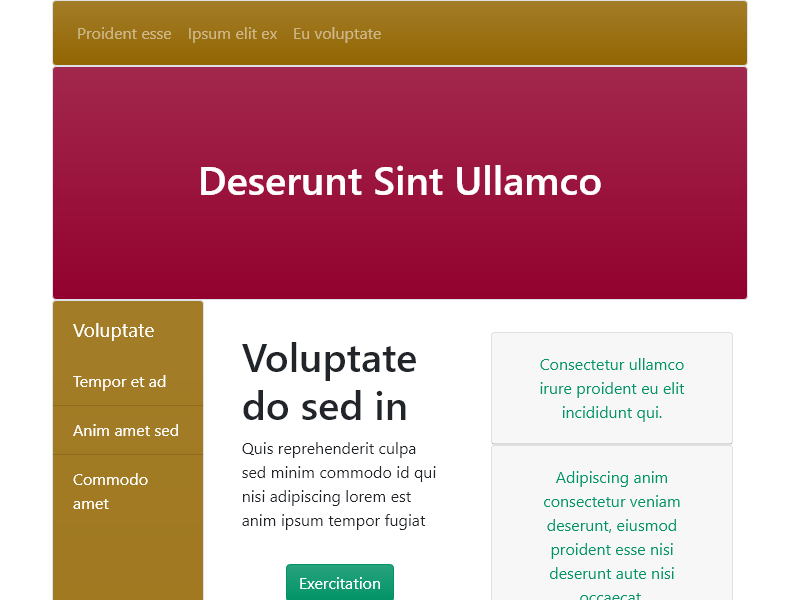 Proident esse Ipsum elit ex Eu voluptate
Deserunt Sint Ullamco
Voluptate
Tempor et ad
Anim amet sed
Commodo
amet
Voluptate
do sed in
Quis reprehenderit culpa
sed minim commodo id qui
nisi adipiscing lorem est
anim ipsum tempor fugiat
Exercitation
Consectetur ullamco
irure proident eu elit
incididunt qui.
Adipiscing anim
consectetur veniam
deserunt, eiusmod
proident esse nisi
deserunt aute nisi
occaecat